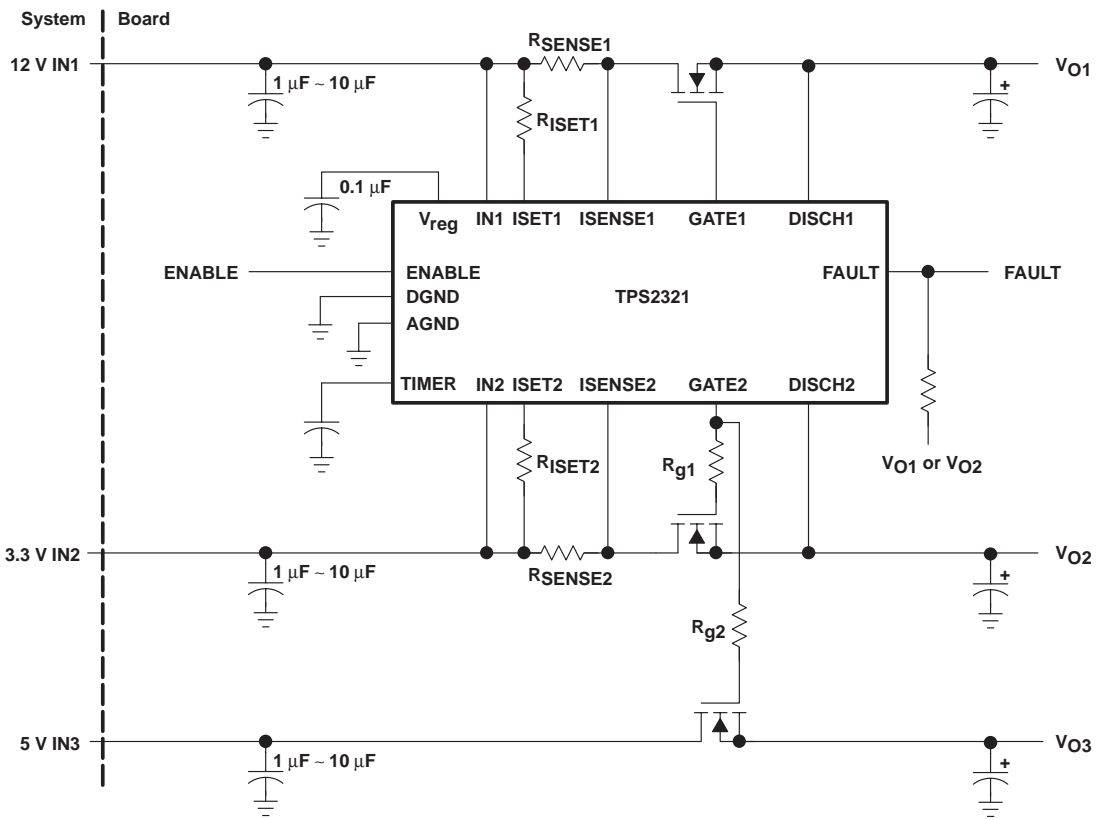 System Board
12 V IN1
RSENSE1
VO1
1 μF ~ 10 μF
+
RISET1
0.1 μF
Vreg IN1 ISET1 ISENSE1 GATE1 DISCH1
ENABLE
ENABLE
FAULT
FAULT
DGND
TPS2321
AGND
TIMER IN2 ISET2 ISENSE2 GATE2 DISCH2
RISET2
Rg1
VO1 or VO2
3.3 V IN2
RSENSE2
VO2
1 μF ~ 10 μF
+
Rg2
5 V IN3
VO3
1 μF ~ 10 μF
+